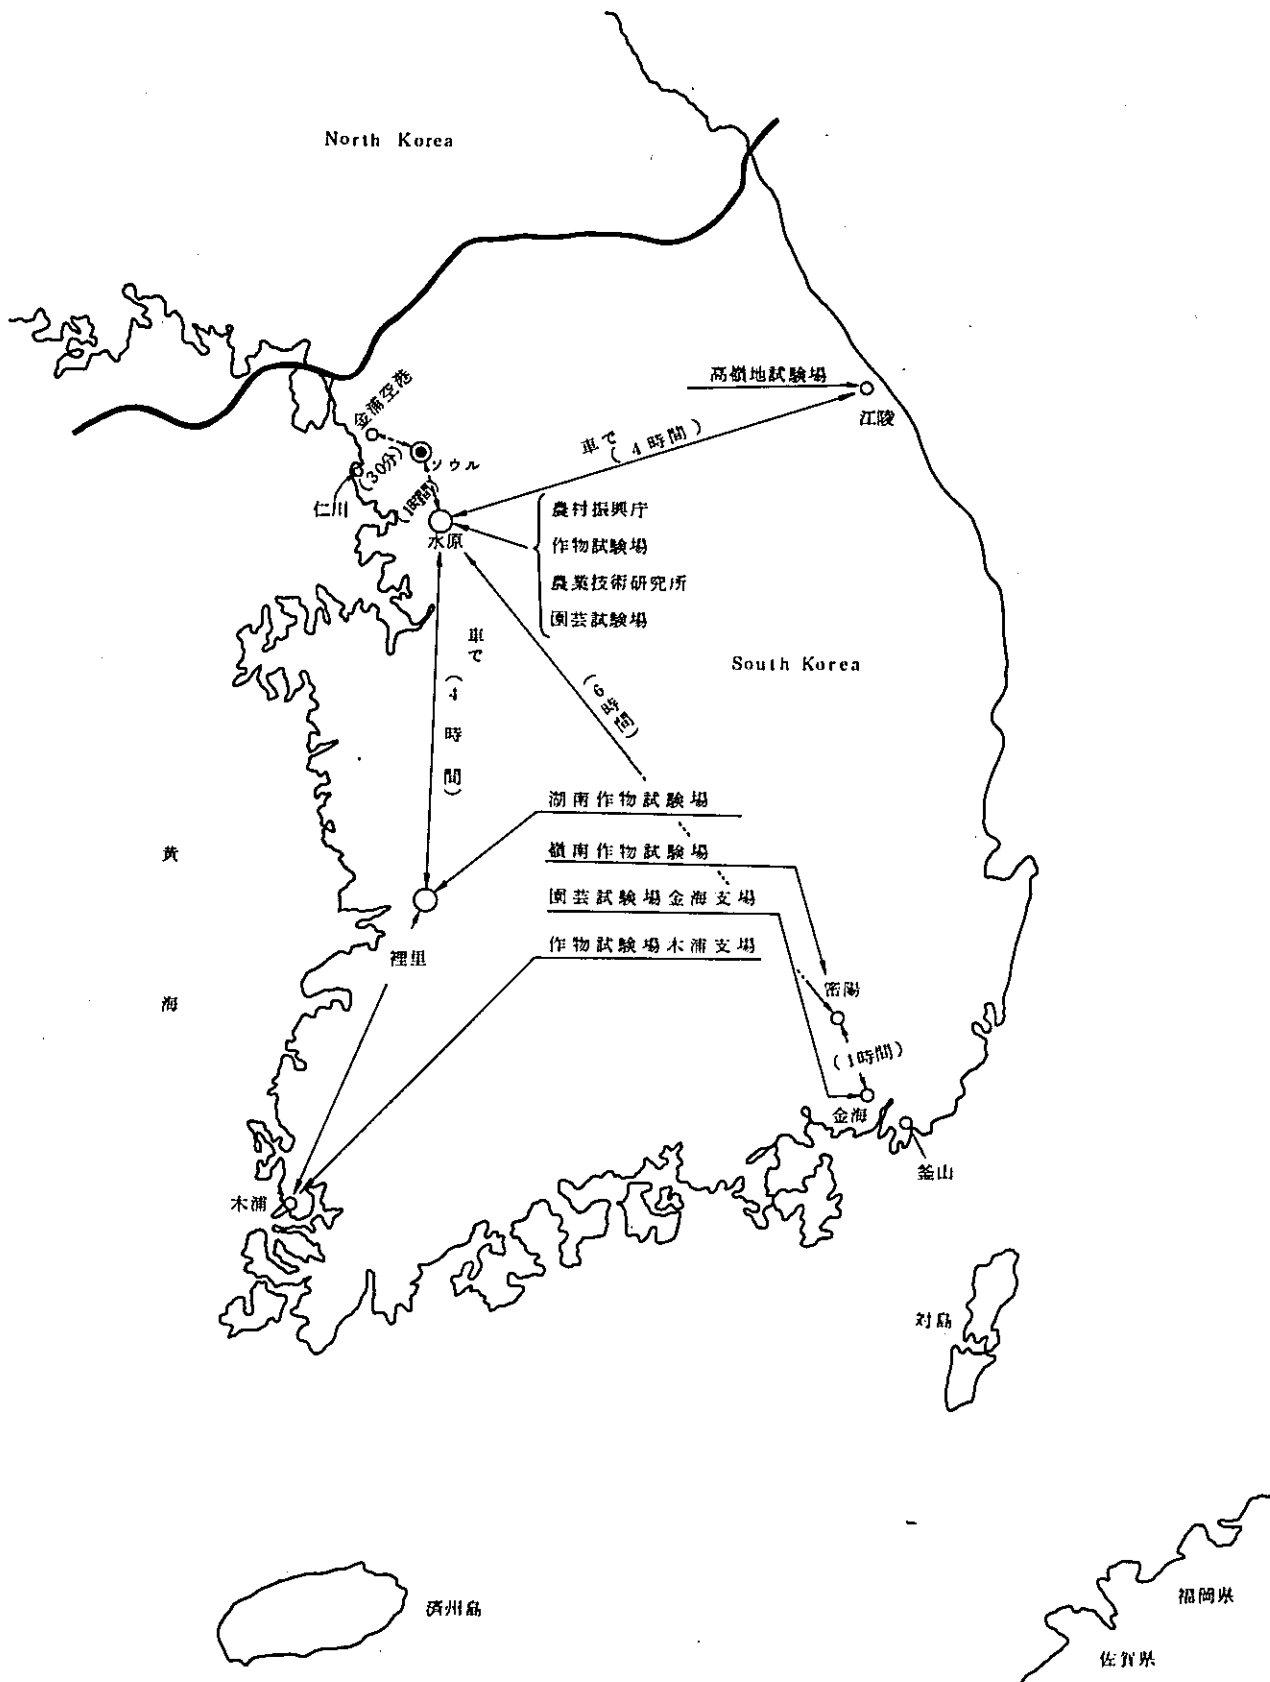 North Korea
高嶺地試験場
江陵
金浦空港
車で
(4時間)
(30分)
ソウル
仁川
(1時間)
水原
農村振興庁
作物試験場
農業技術研究所
園芸試験場
車で
(4時間)
South Korea
(6時間)
湖南作物試験場
嶺南作物試験場
園芸試験場金海支場
作物試験場木浦支場
黄海
裡里
密陽
(1時間)
金海
釜山
木浦
対島
済州島
福岡県
佐賀県